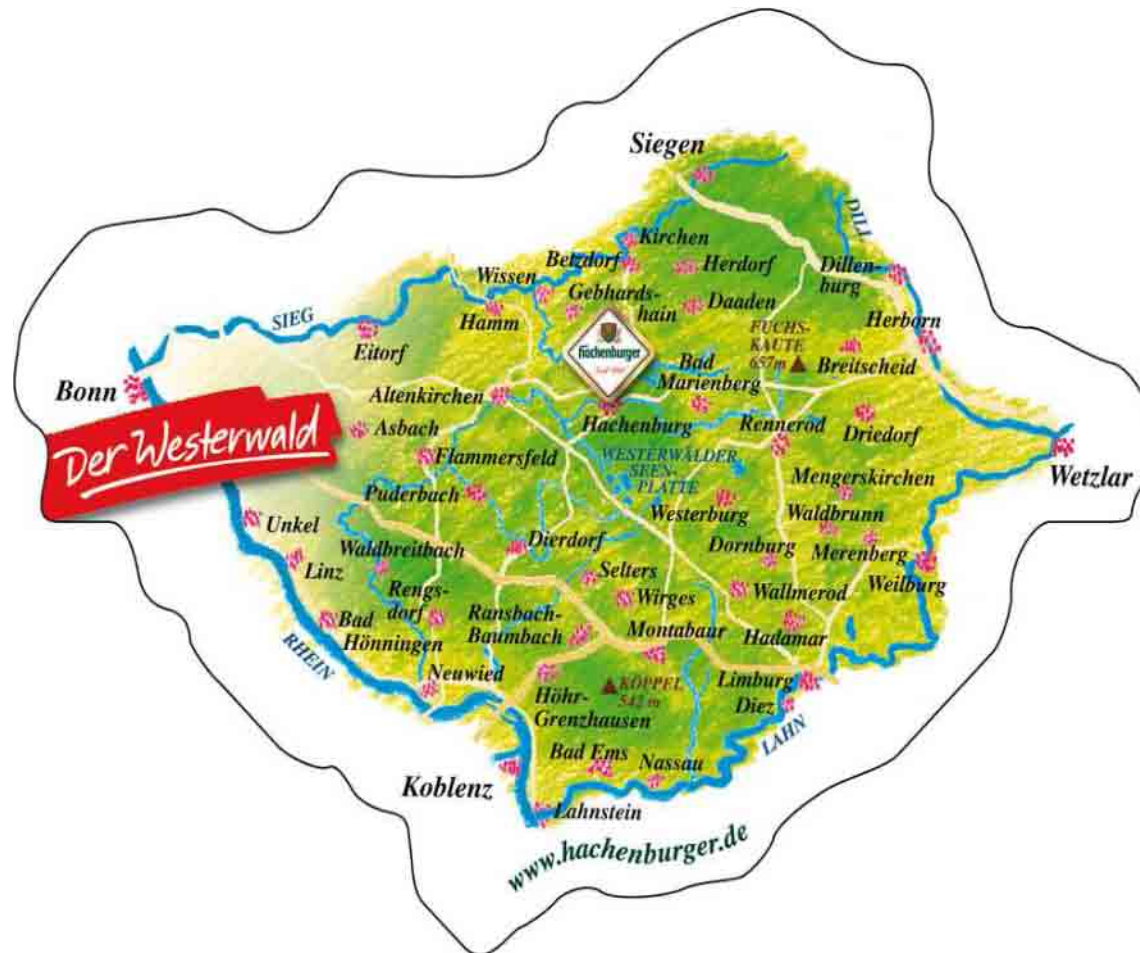 Siegen
DILL
Kirchen
Betzdorf
Herdorf
Dillen-
burg
Wissen
Gebhards-
hain
Daaden
Hamm
SIEG
Eitorf
Herborn
FUCHS-
KAUTE
657m
Breitscheid
Hachenburger
Bad
Marienberg
Bonn
Altenkirchen
Hachenburg
Rennerod
Driedorf
Der Westerwald
Asbach
Flammersfeld
WESTERWÄLDER
SEEN-
PLATTE
Wetzlar
Mengerskirchen
Puderbach
Westerburg
Waldbrunn
Unkel
Waldbreitbach
Dierdorf
Dornburg
Merenberg
Linz
Selters
Weilburg
Rengs-
dorf
Wirges
Wallmerod
Bad
Hönningen
Ransbach-
Baumbach
Montabaur
Hadamar
RHEIN
Neuwied
Höhr-
Grenzhausen
KÖPPEL
542 m
Limburg
Diez
LAHN
Bad Ems
Nassau
Koblenz
Lahnstein
www.hachenburger.de